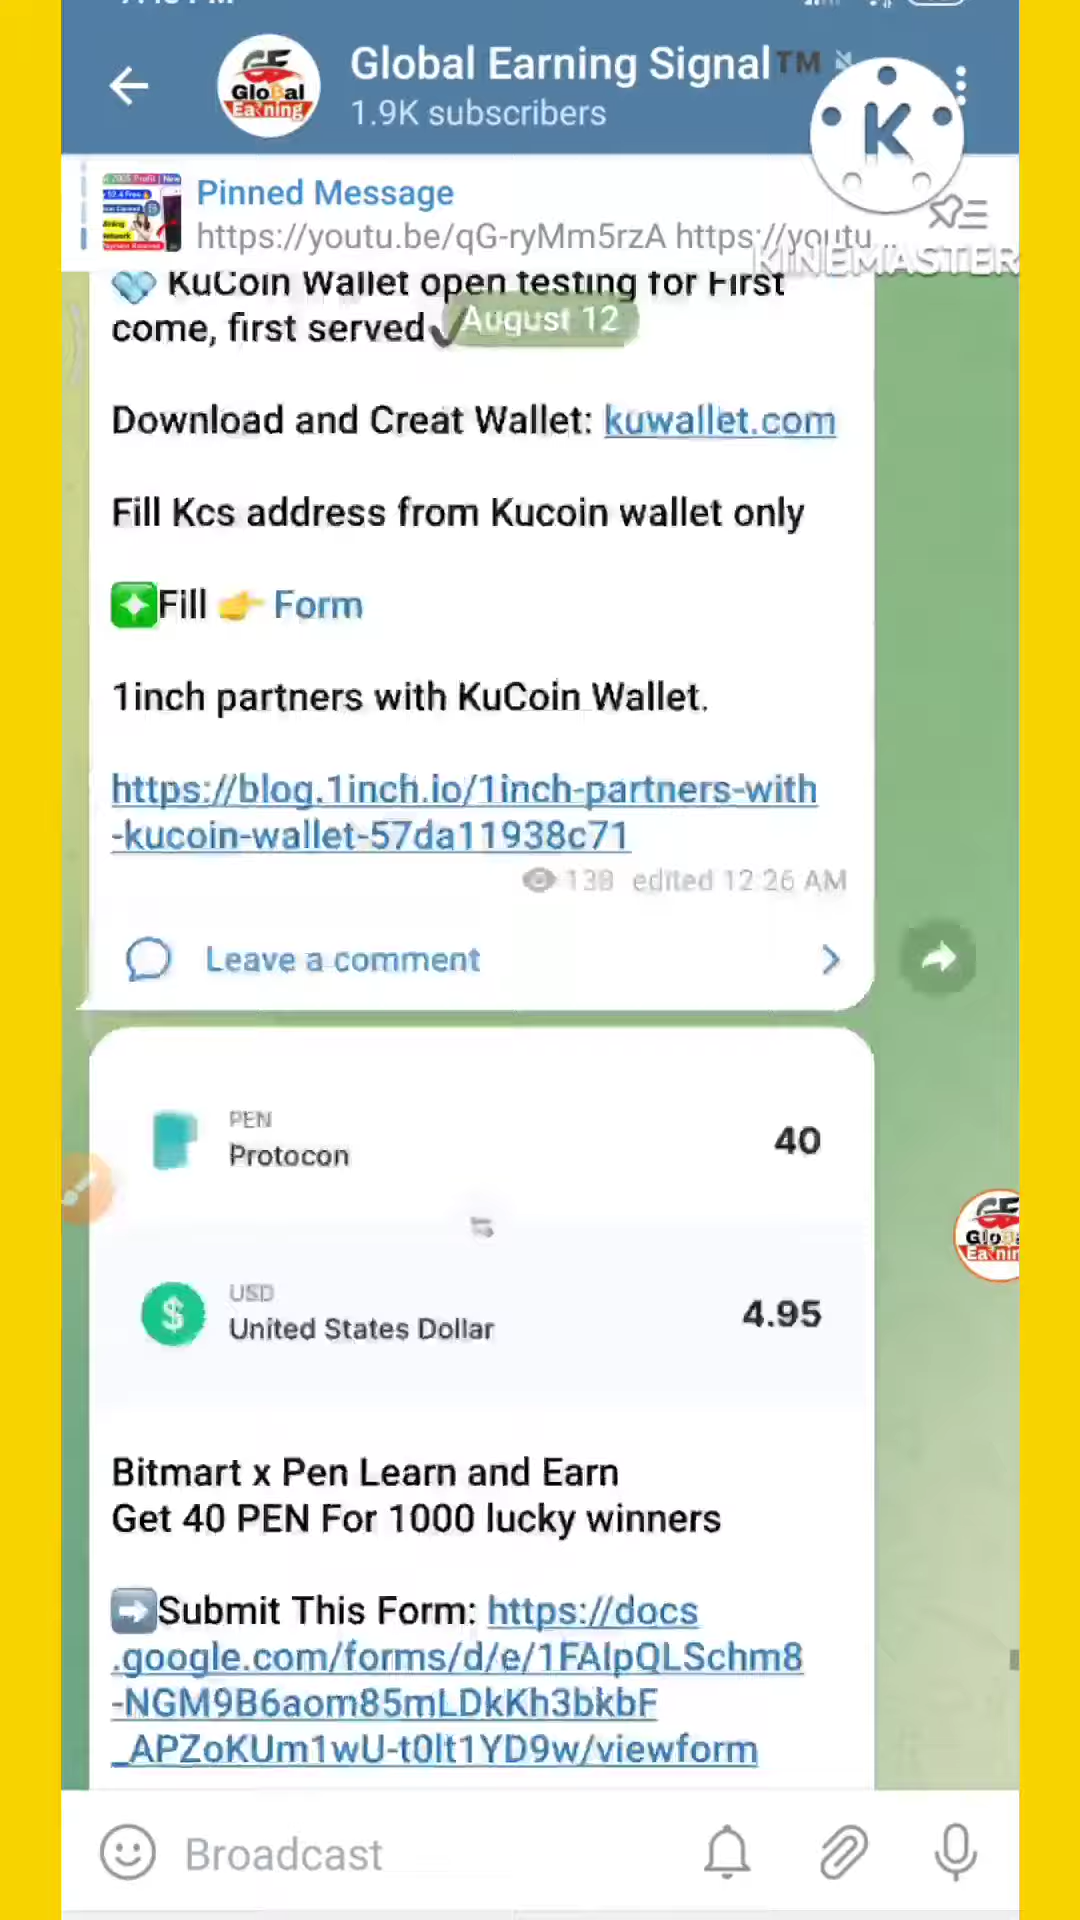 Global Earning Signal™
1.9K subscribers
Global
Earning
K
Pinned Message
https://youtu.be/qG-ryMm5rzA https://youtu...
KINEMASTER
KuCoin Wallet open testing for First
come, first served✔
August 12
Download and Creat Wallet: kuwallet.com
Fill Kcs address from Kucoin wallet only
Fill 👉 Form
1inch partners with KuCoin Wallet.
https://blog.1inch.io/1inch-partners-with
-kucoin-wallet-57da11938c71
138 edited 12:26 AM
Leave a comment
PEN
Protocon
40
USD
United States Dollar
4.95
Bitmart x Pen Learn and Earn
Get 40 PEN For 1000 lucky winners
➡Submit This Form: https://docs
.google.com/forms/d/e/1FAIpQLSchm8
-NGM9B6aom85mLDkKh3bkbF
_APZoKUm1wU-t0lt1YD9w/viewform
Broadcast